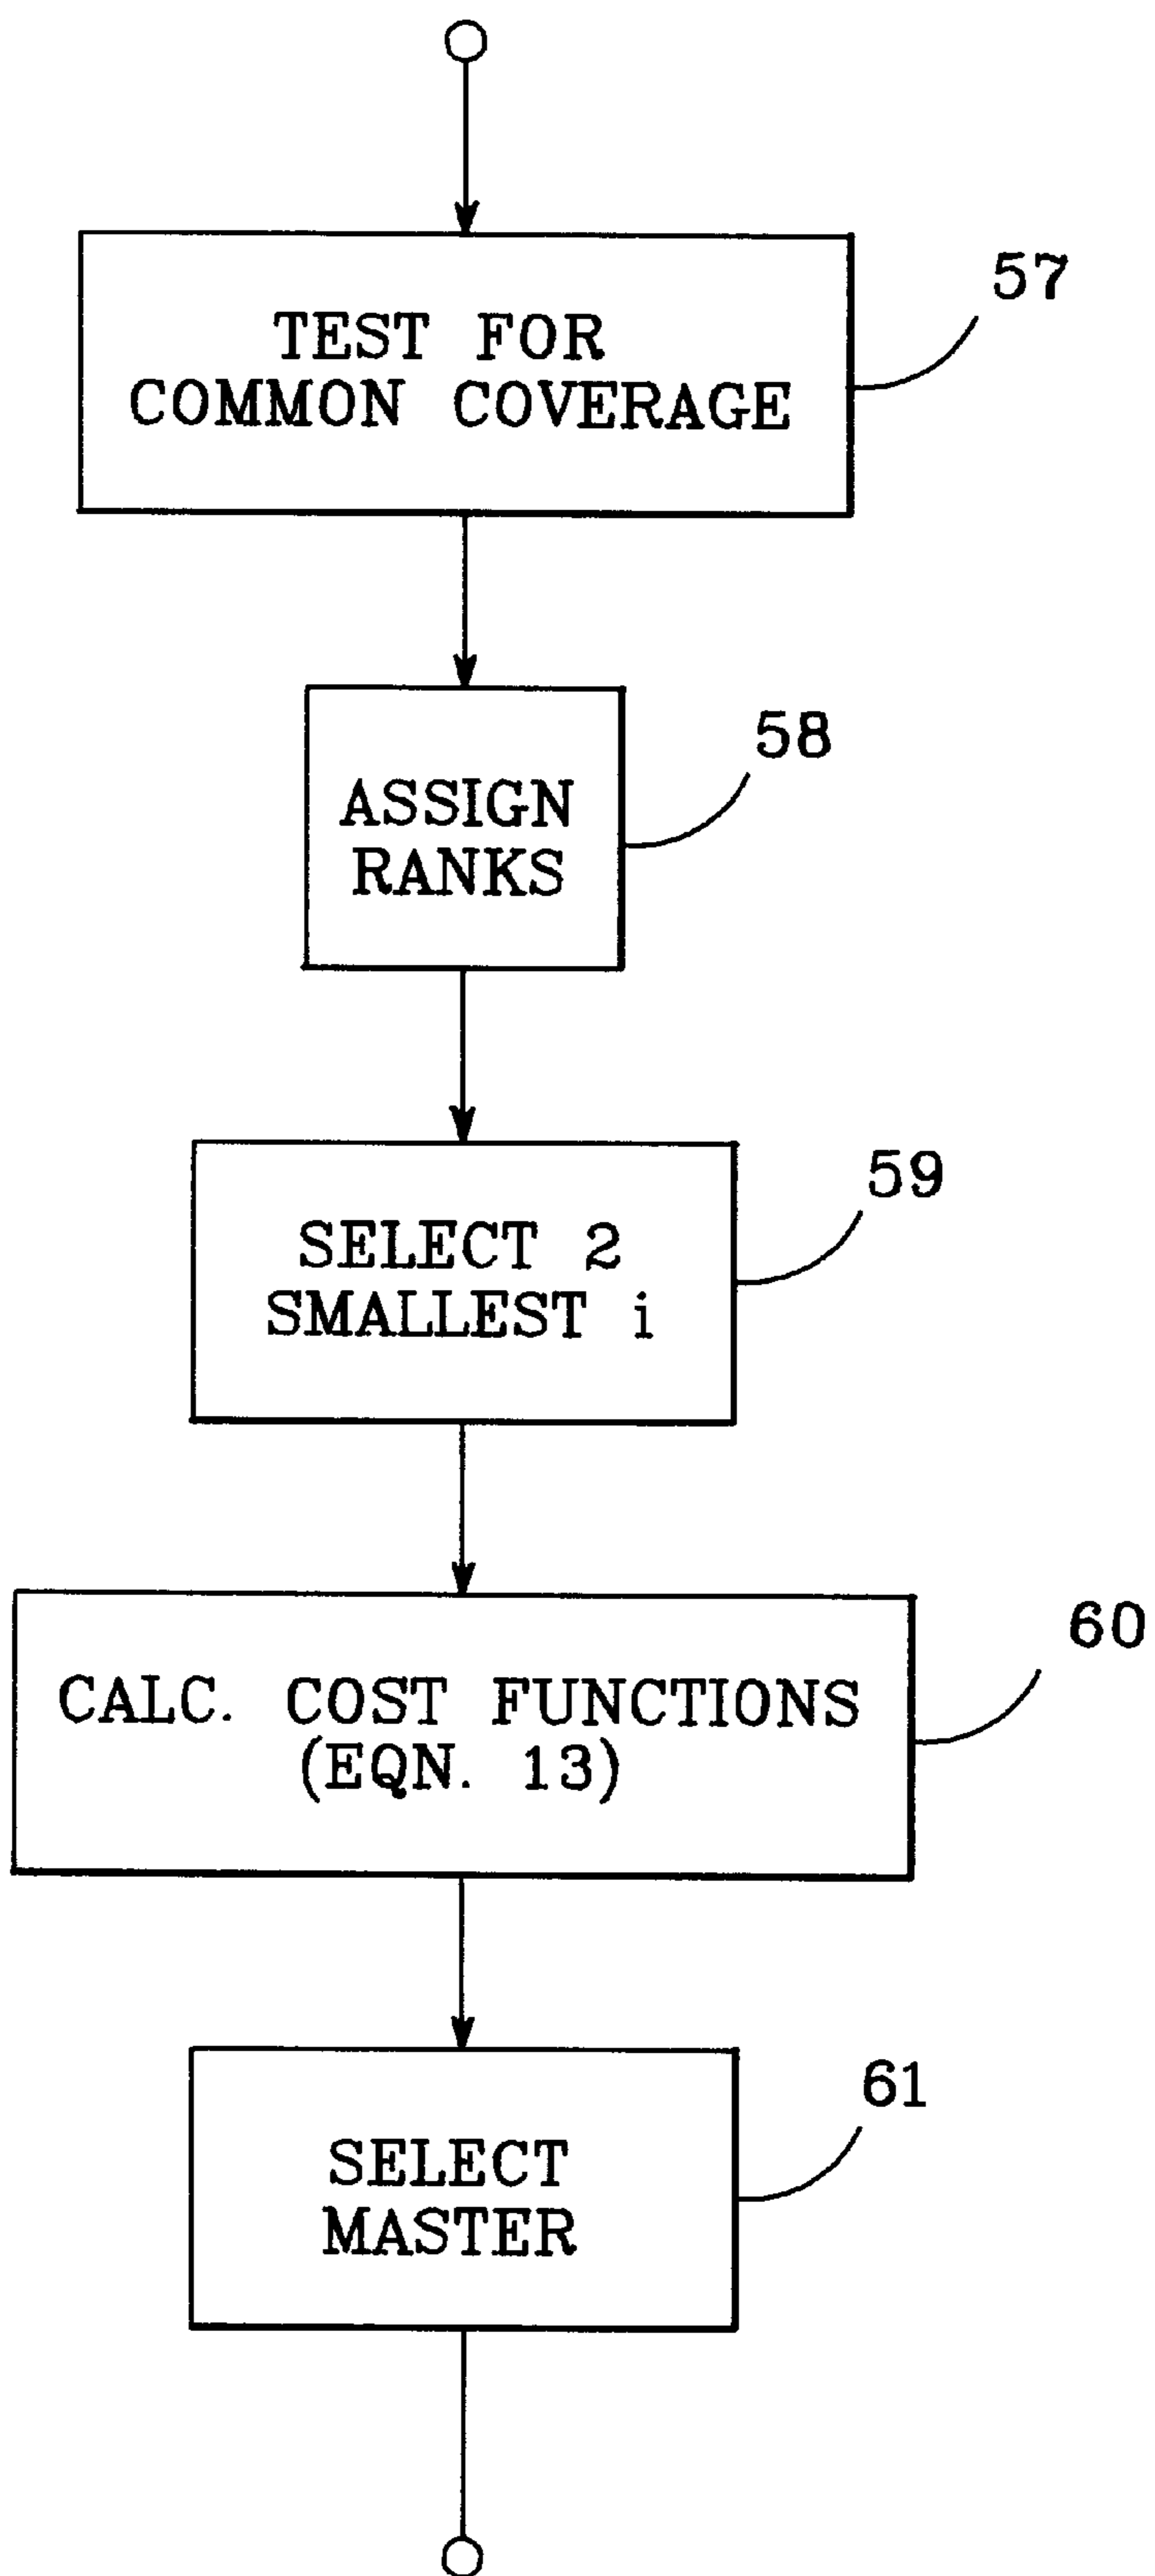 57
TEST FOR
COMMON COVERAGE
58
ASSIGN
RANKS
59
SELECT 2
SMALLEST i
60
CALC. COST FUNCTIONS
(EQN. 13)
61
SELECT
MASTER